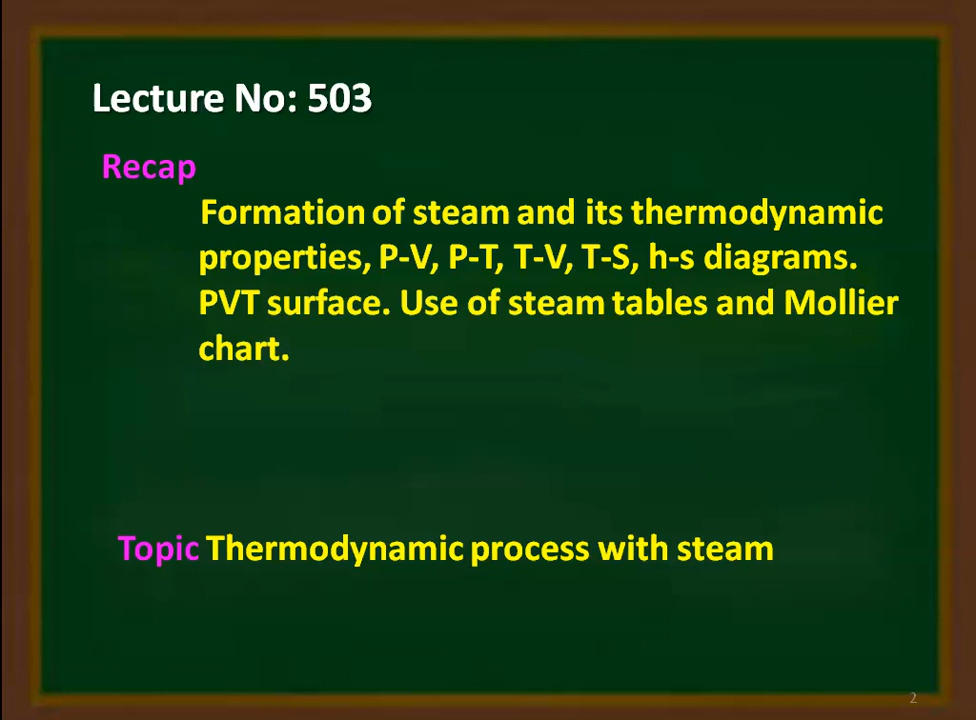 Lecture No: 503
Recap
Formation of steam and its thermodynamic
properties, P-V, P-T, T-V, T-S, h-s diagrams.
PVT surface. Use of steam tables and Mollier
chart.
Topic Thermodynamic process with steam
2